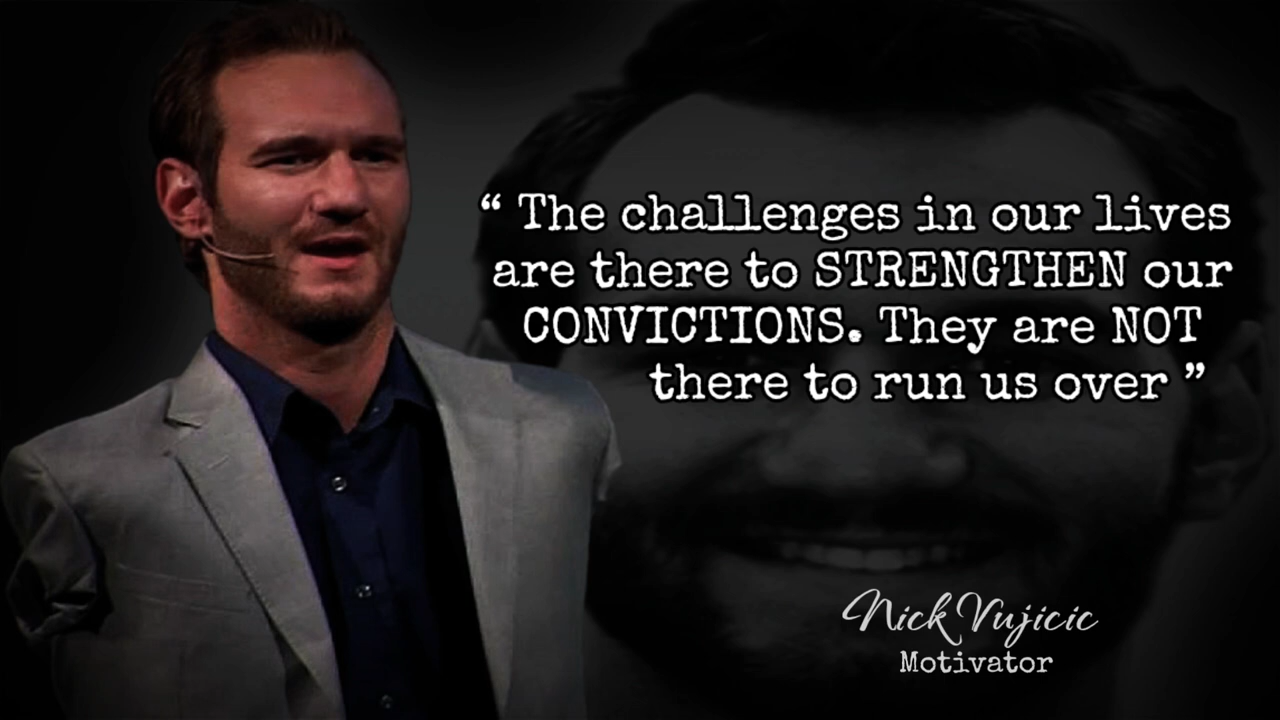 “ The challenges in our lives
are there to STRENGTHEN our
CONVICTIONS. They are NOT
there to run us over ”
Nick Vujicic
Motivator